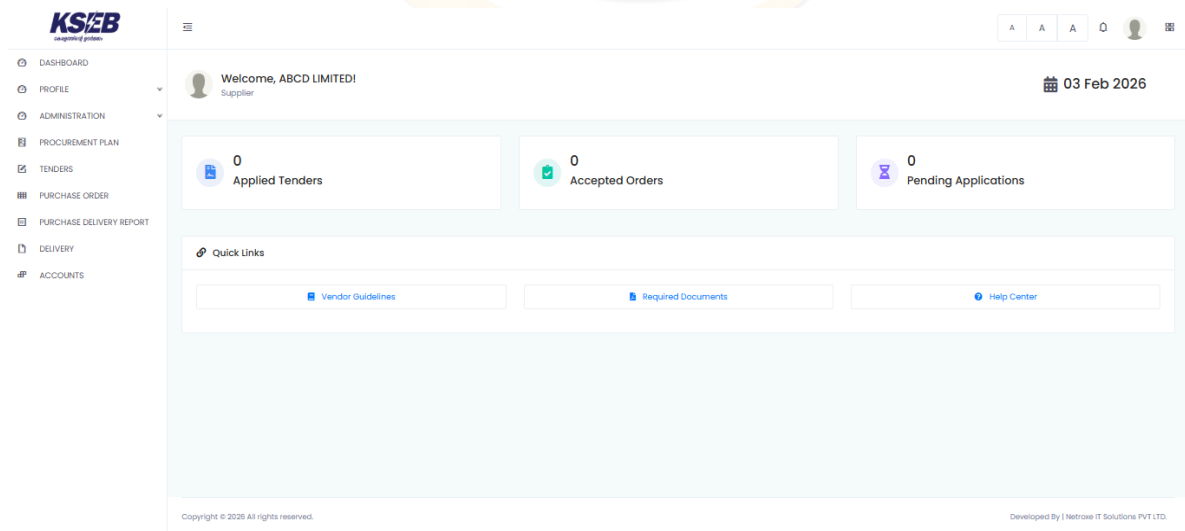 KSEB
DASHBOARD
PROFILE
ADMINISTRATION
PROCUREMENT PLAN
TENDERS
PURCHASE ORDER
PURCHASE DELIVERY REPORT
DELIVERY
ACCOUNTS
A A A
Welcome, ABCD LIMITED!
Supplier
03 Feb 2026
0
Applied Tenders
0
Accepted Orders
0
Pending Applications
Quick Links
Vendor Guidelines
Required Documents
Help Center
Copyright © 2026 All rights reserved.
Developed By | Netroxe IT Solutions PVT LTD.